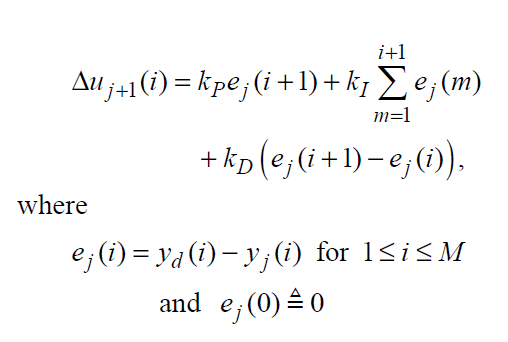 Δu_{j+1}(i) = k_P e_j(i+1) + k_I \sum_{m=1}^{i+1} e_j(m)
+ k_D (e_j(i+1) − e_j(i)),
where
e_j(i) = y_d(i) − y_j(i) for 1 ≤ i ≤ M
and e_j(0) ≜ 0